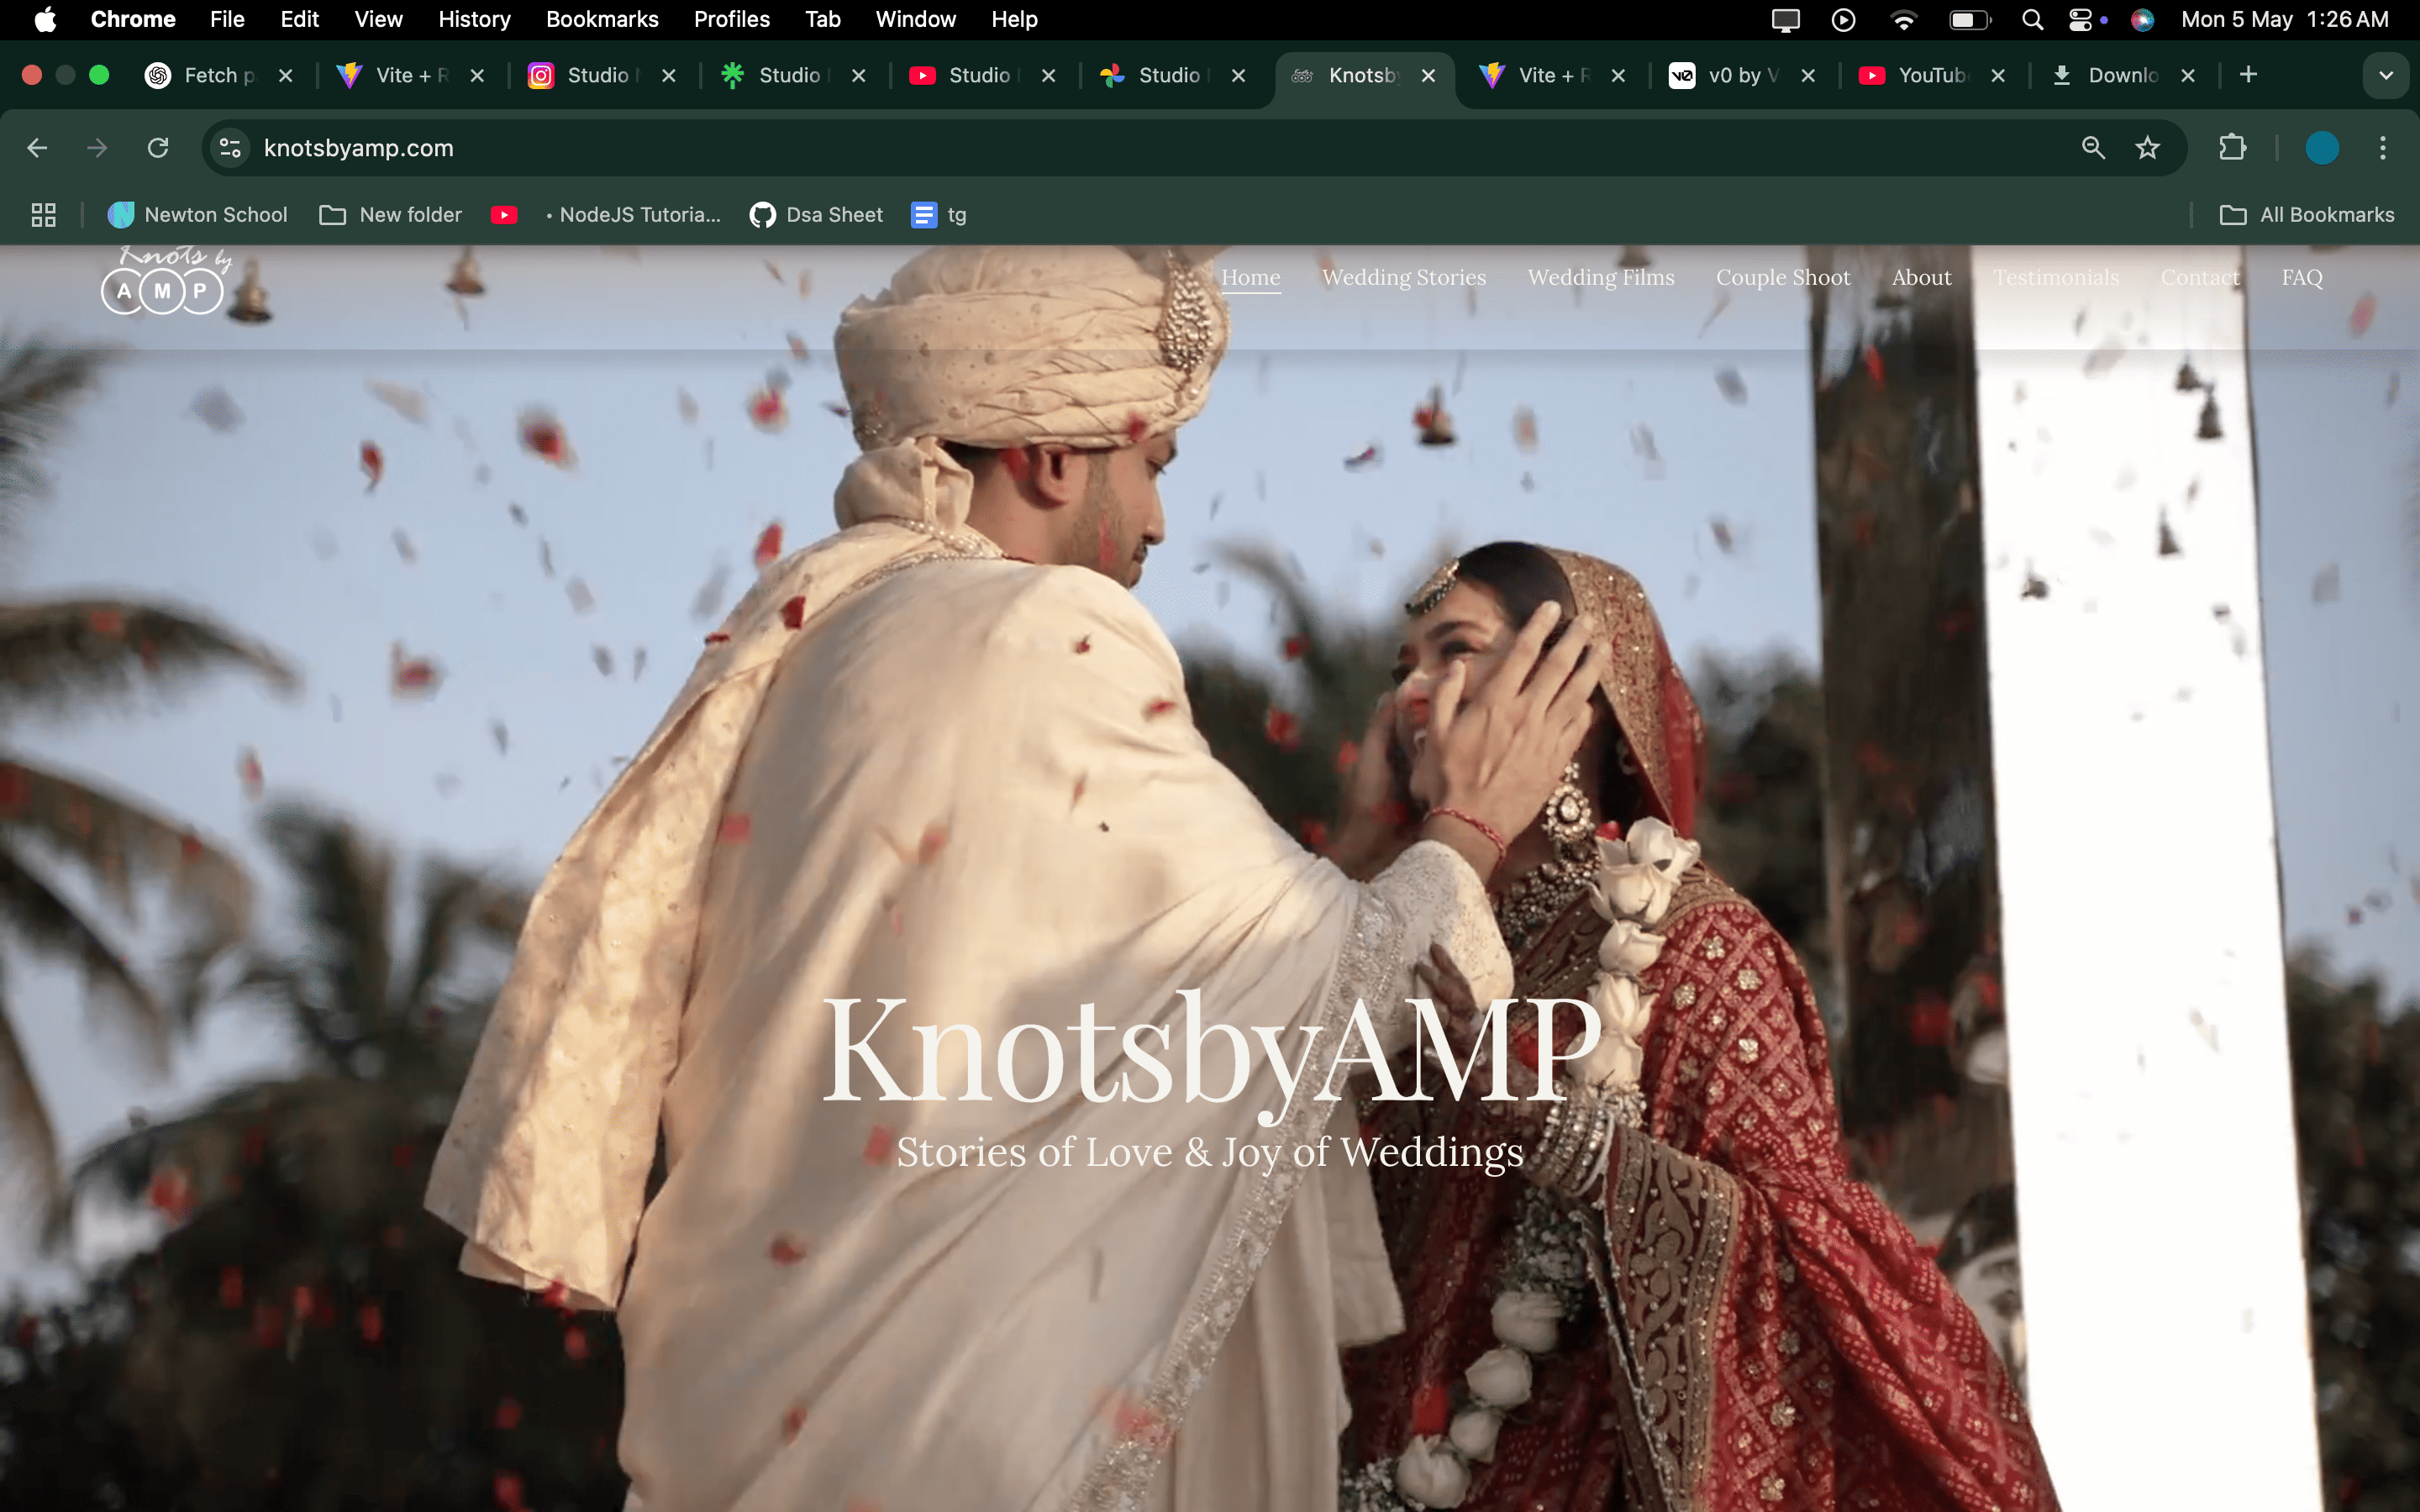 Chrome File Edit View History Bookmarks Profiles Tab Window Help Mon 5 May 1:26 AM
Fetch p Vite + R Studio Studio Studio Studio Knotsby Vite + R v0 by V YouTub Downlo
knotsbyamp.com
Newton School New folder • NodeJS Tutoria... Dsa Sheet tg All Bookmarks
Knots by
A M P
Home Wedding Stories Wedding Films Couple Shoot About Testimonials Contact FAQ
KnotsbyAMP
Stories of Love & Joy of Weddings